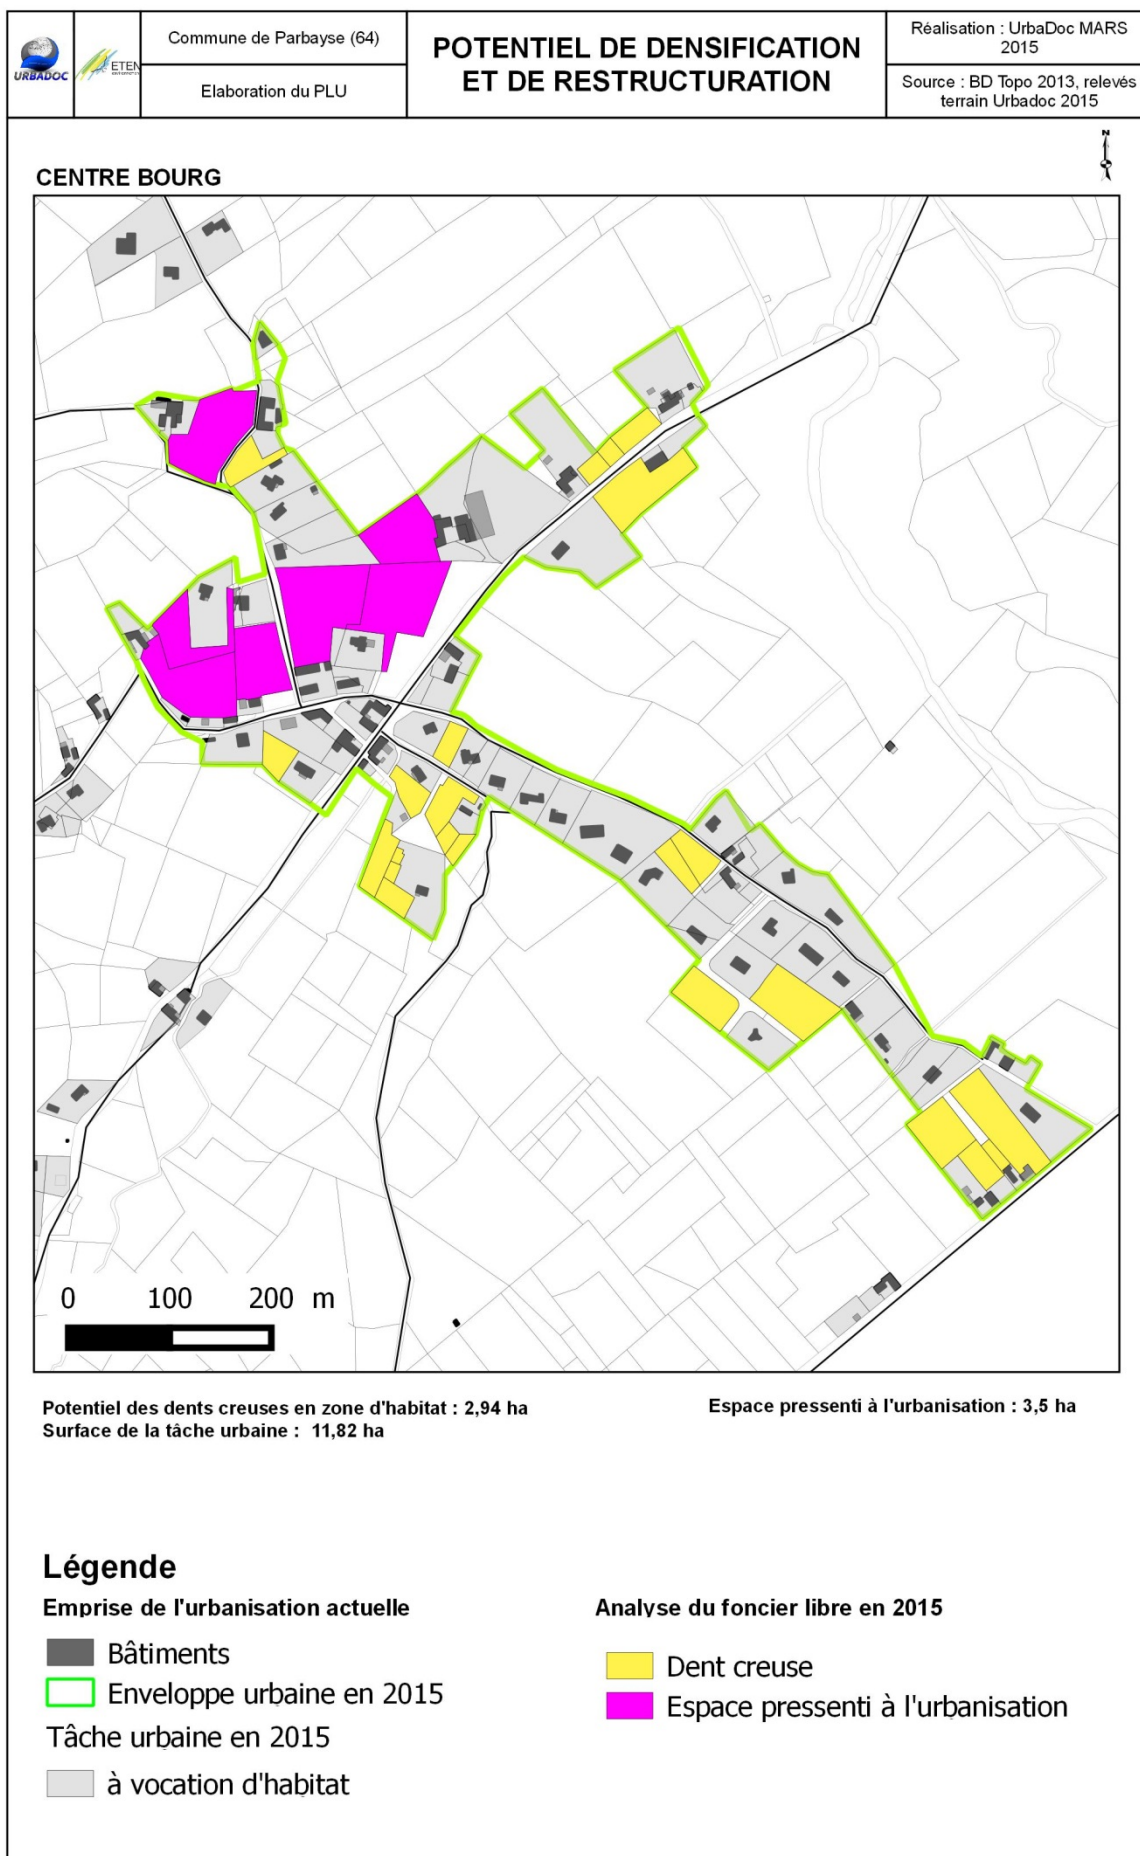 URBADOC
ETEN
Commune de Parbayse (64)
Elaboration du PLU
POTENTIEL DE DENSIFICATION
ET DE RESTRUCTURATION
Réalisation : UrbaDoc MARS
2015
Source : BD Topo 2013, relevés
terrain Urbadoc 2015
N
CENTRE BOURG
0 100 200 m
Potentiel des dents creuses en zone d'habitat : 2,94 ha
Surface de la tâche urbaine : 11,82 ha
Espace pressenti à l'urbanisation : 3,5 ha
Légende
Emprise de l'urbanisation actuelle
Bâtiments
Enveloppe urbaine en 2015
Tâche urbaine en 2015
à vocation d'habitat
Analyse du foncier libre en 2015
Dent creuse
Espace pressenti à l'urbanisation